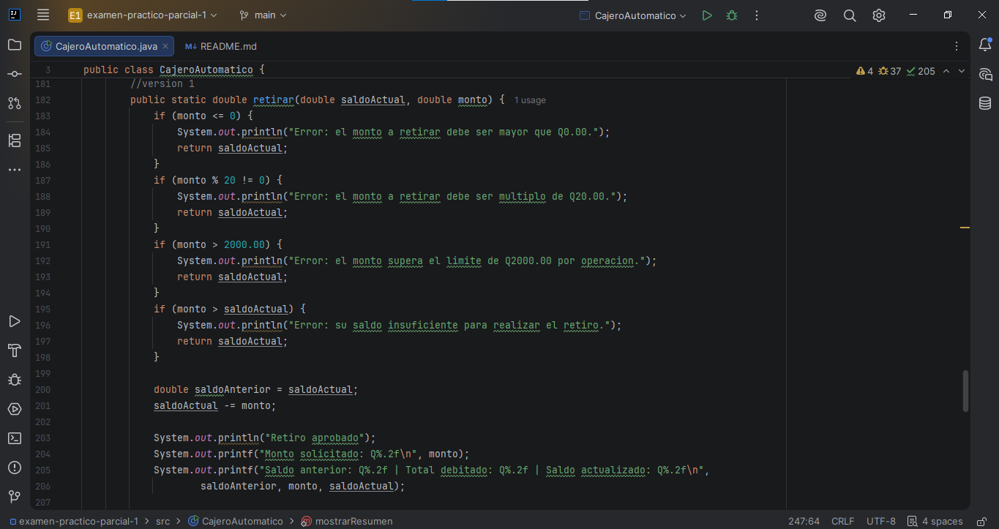 E1 examen-practico-parcial-1 main CajeroAutomatico
CajeroAutomatico.java README.md
3 public class CajeroAutomatico { 4 37 205
181 //version 1
182 public static double retirar(double saldoActual, double monto) { 1 usage
183 if (monto <= 0) {
184 System.out.println("Error: el monto a retirar debe ser mayor que Q0.00.");
185 return saldoActual;
186 }
187 if (monto % 20 != 0) {
188 System.out.println("Error: el monto a retirar debe ser multiplo de Q20.00.");
189 return saldoActual;
190 }
191 if (monto > 2000.00) {
192 System.out.println("Error: el monto supera el limite de Q2000.00 por operacion.");
193 return saldoActual;
194 }
195 if (monto > saldoActual) {
196 System.out.println("Error: su saldo insuficiente para realizar el retiro.");
197 return saldoActual;
198 }
199
200 double saldoAnterior = saldoActual;
201 saldoActual -= monto;
202
203 System.out.println("Retiro aprobado");
204 System.out.printf("Monto solicitado: Q%.2f\n", monto);
205 System.out.printf("Saldo anterior: Q%.2f | Total debitado: Q%.2f | Saldo actualizado: Q%.2f\n",
206 saldoAnterior, monto, saldoActual);
207
examen-practico-parcial-1 > src > CajeroAutomatico > mostrarResumen 247:64 CRLF UTF-8 4 spaces